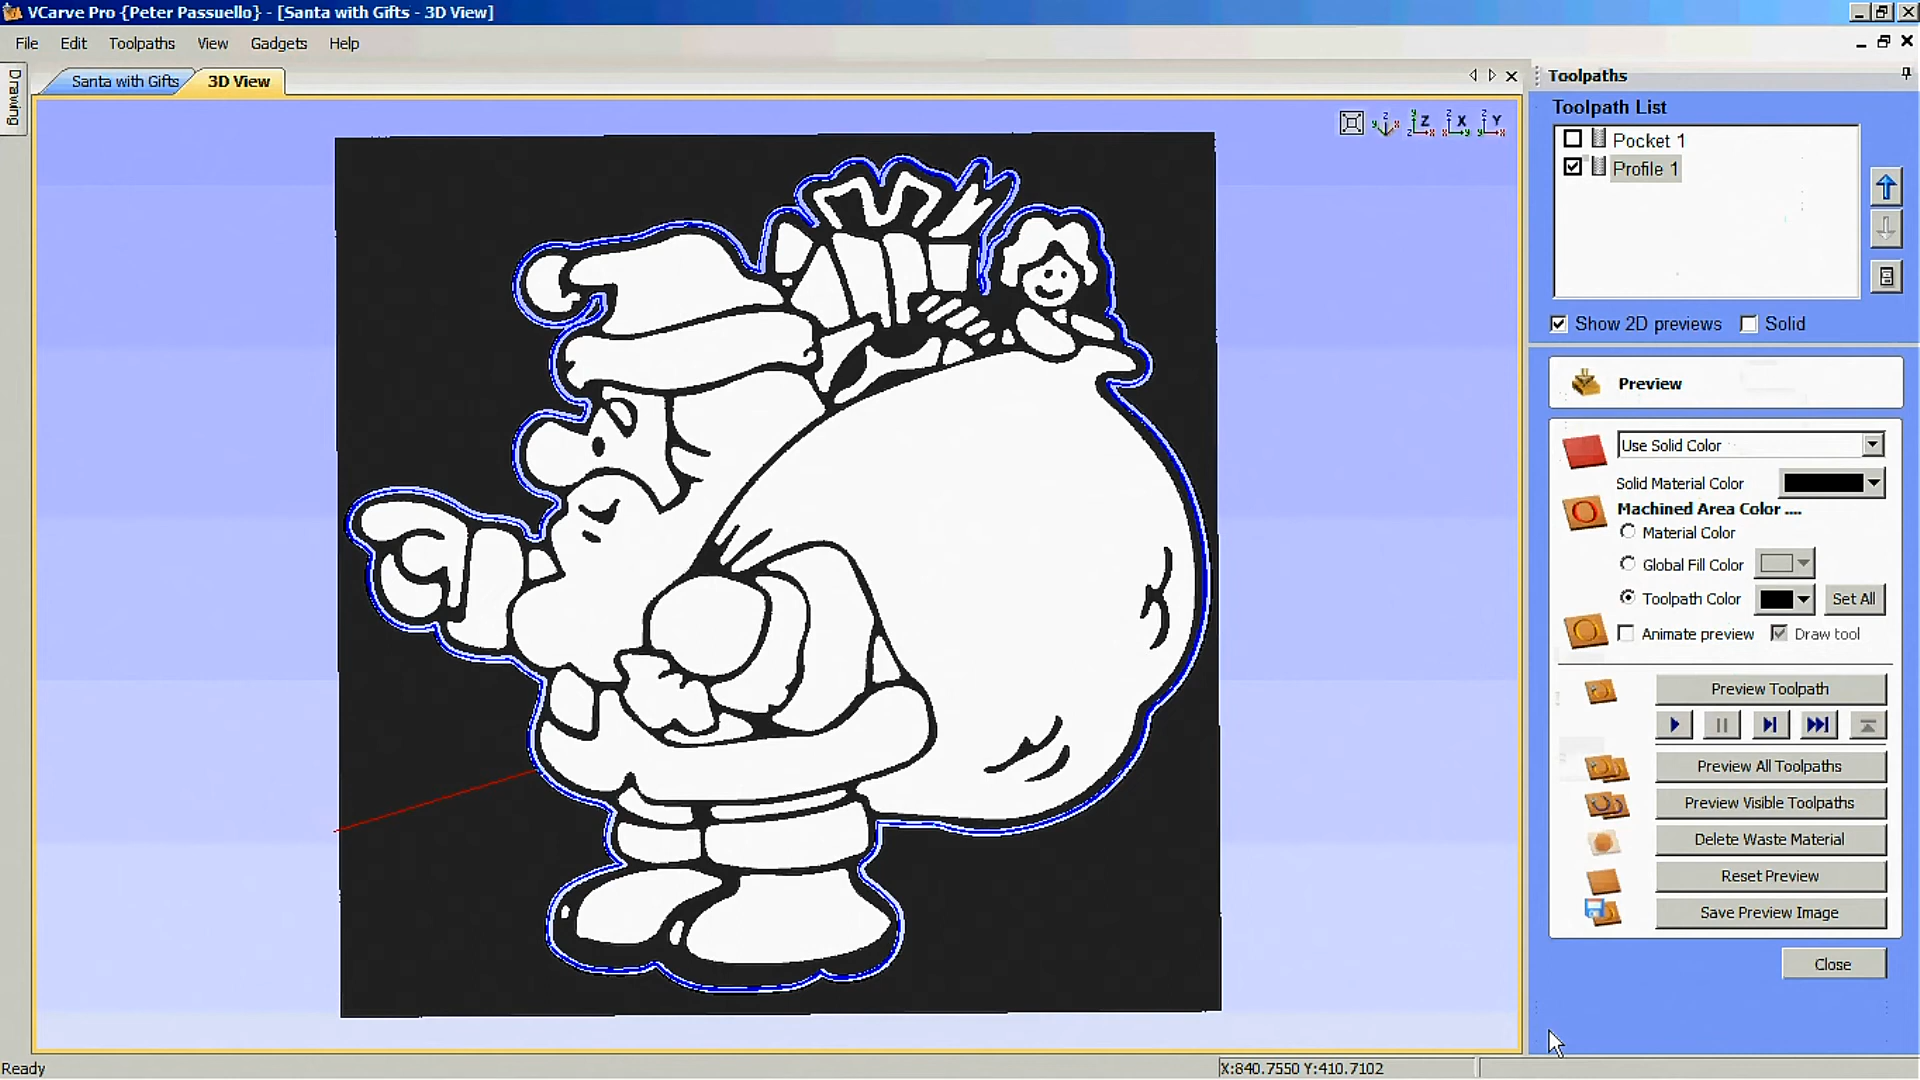 VCarve Pro {Peter Passuello} - [Santa with Gifts - 3D View]
File Edit Toolpaths View Gadgets Help
Drawing
Santa with Gifts 3D View
Toolpaths
Toolpath List
Pocket 1
Profile 1
Show 2D previews Solid
Preview
Use Solid Color
Solid Material Color
Machined Area Color ....
Material Color
Global Fill Color
Toolpath Color Set All
Animate preview Draw tool
Preview Toolpath
Preview All Toolpaths
Preview Visible Toolpaths
Delete Waste Material
Reset Preview
Save Preview Image
Close
Ready X:840.7550 Y:410.7102